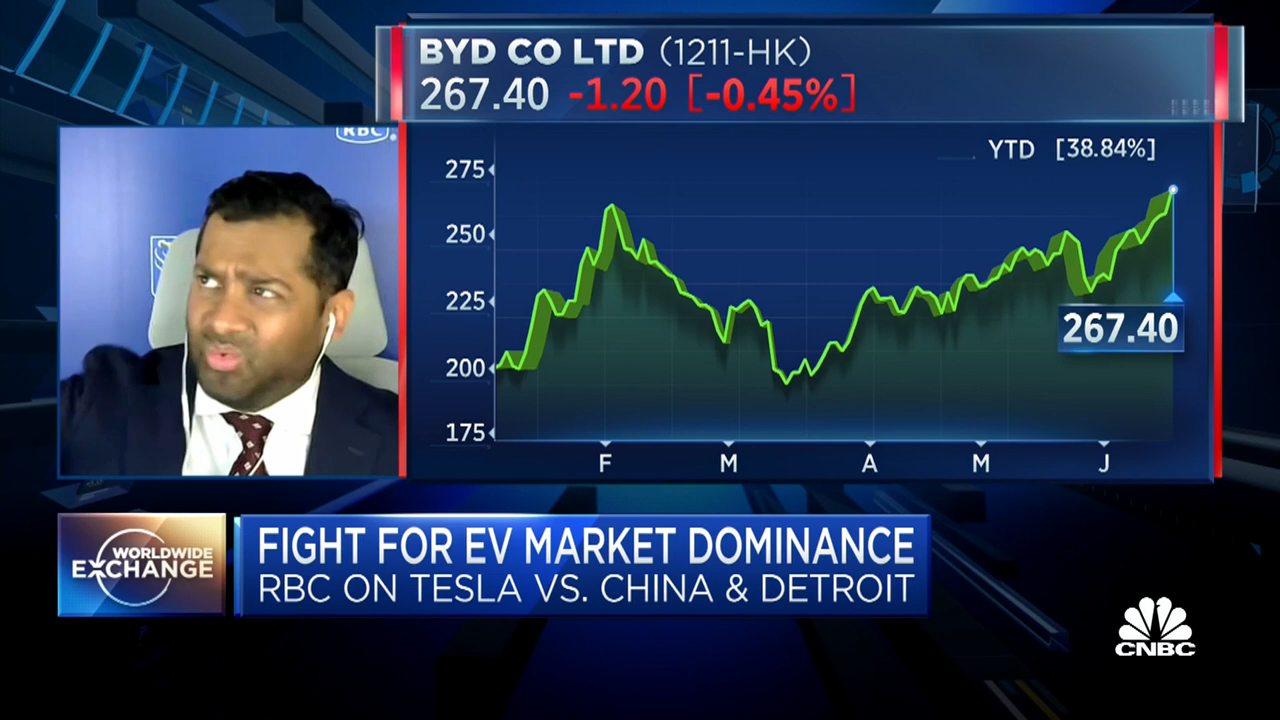 BYD CO LTD (1211-HK)
267.40 -1.20 [-0.45%]
RBC
YTD [38.84%]
275
250
225
200
175
267.40
F M A M J
WORLDWIDE
EXCHANGE
FIGHT FOR EV MARKET DOMINANCE
RBC ON TESLA VS. CHINA & DETROIT
CNBC